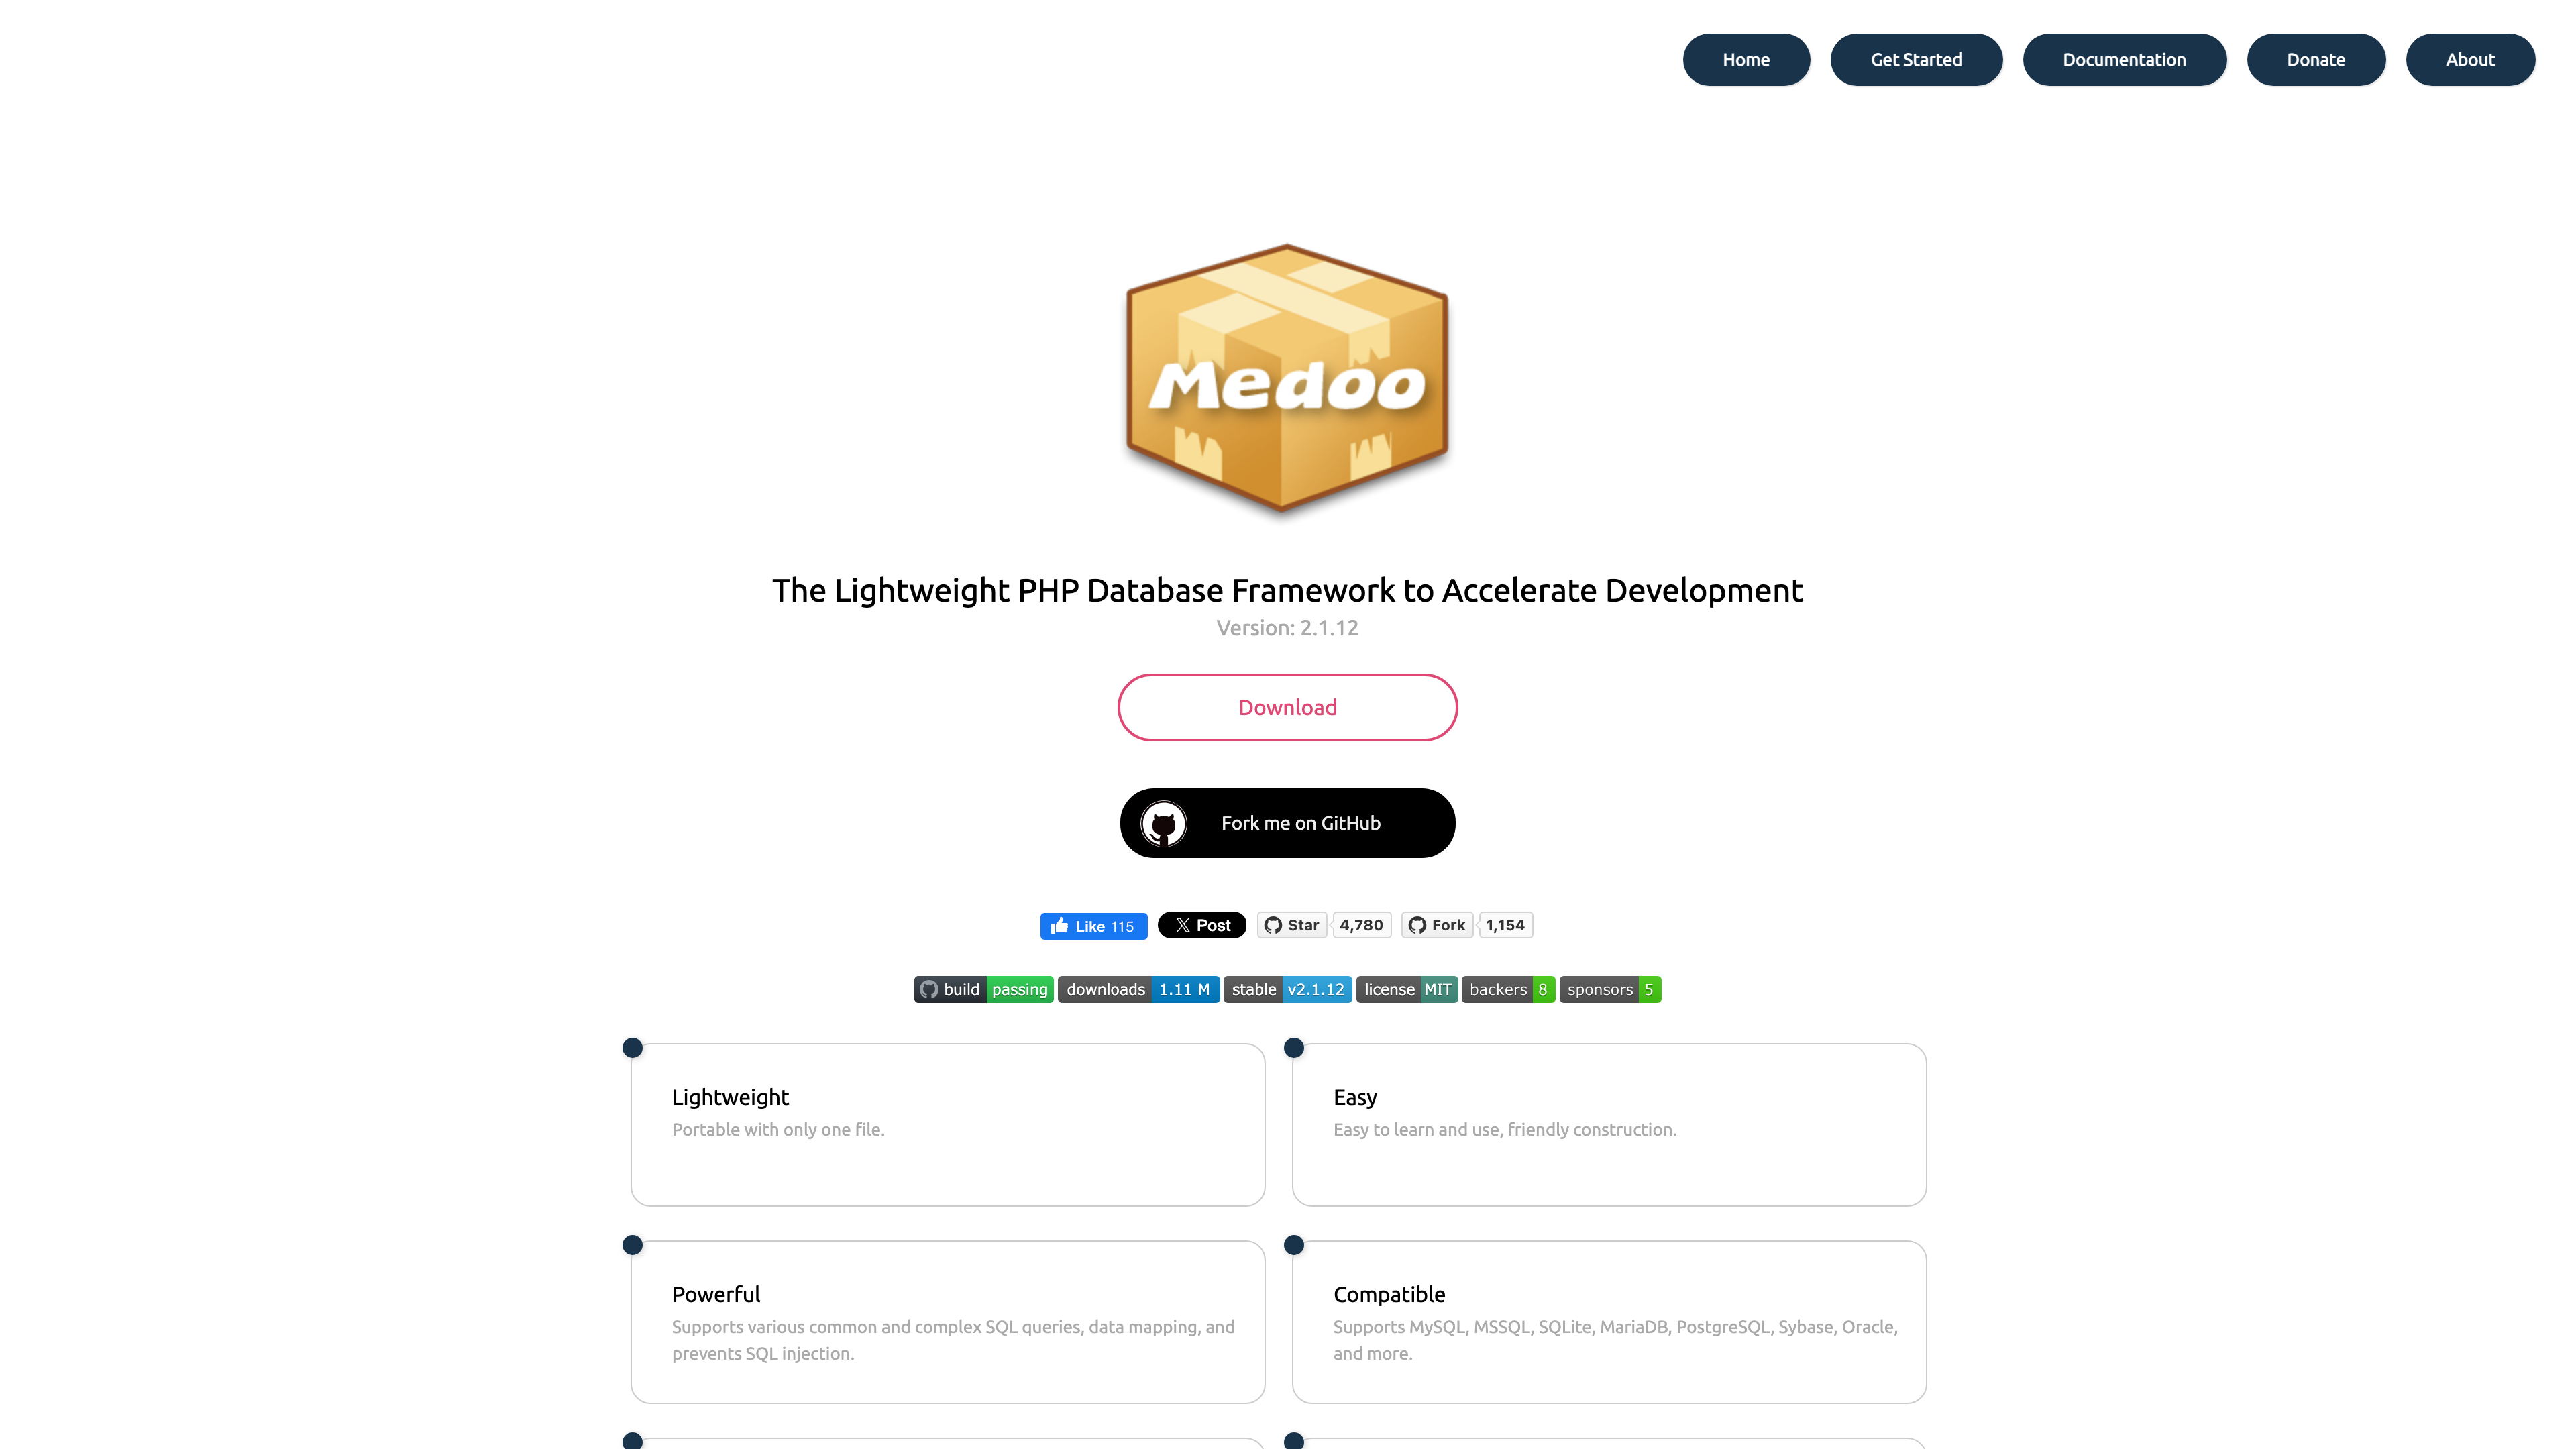 Home
Get Started
Documentation
Donate
About
Medoo
The Lightweight PHP Database Framework to Accelerate Development
Version: 2.1.12
Download
Fork me on GitHub
Like 115
Post
Star
4,780
Fork
1,154
build passing
downloads 1.11 M
stable v2.1.12
license MIT
backers 8
sponsors 5
Lightweight
Portable with only one file.
Easy
Easy to learn and use, friendly construction.
Powerful
Supports various common and complex SQL queries, data mapping, and
prevents SQL injection.
Compatible
Supports MySQL, MSSQL, SQLite, MariaDB, PostgreSQL, Sybase, Oracle,
and more.